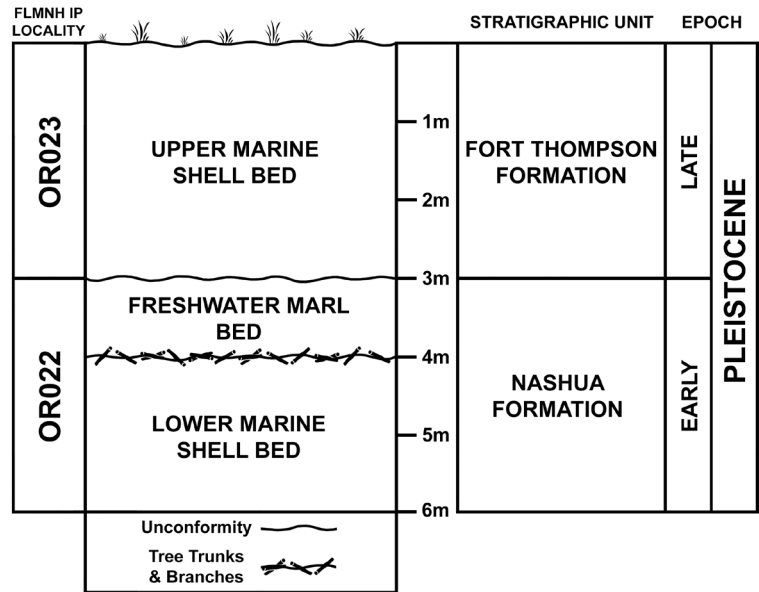 FLMNH IP
LOCALITY
STRATIGRAPHIC UNIT
EPOCH
OR023
UPPER MARINE
SHELL BED
1m
2m
FORT THOMPSON
FORMATION
LATE
PLEISTOCENE
3m
OR022
FRESHWATER MARL
BED
4m
LOWER MARINE
SHELL BED
5m
NASHUA
FORMATION
EARLY
6m
Unconformity
Tree Trunks
& Branches